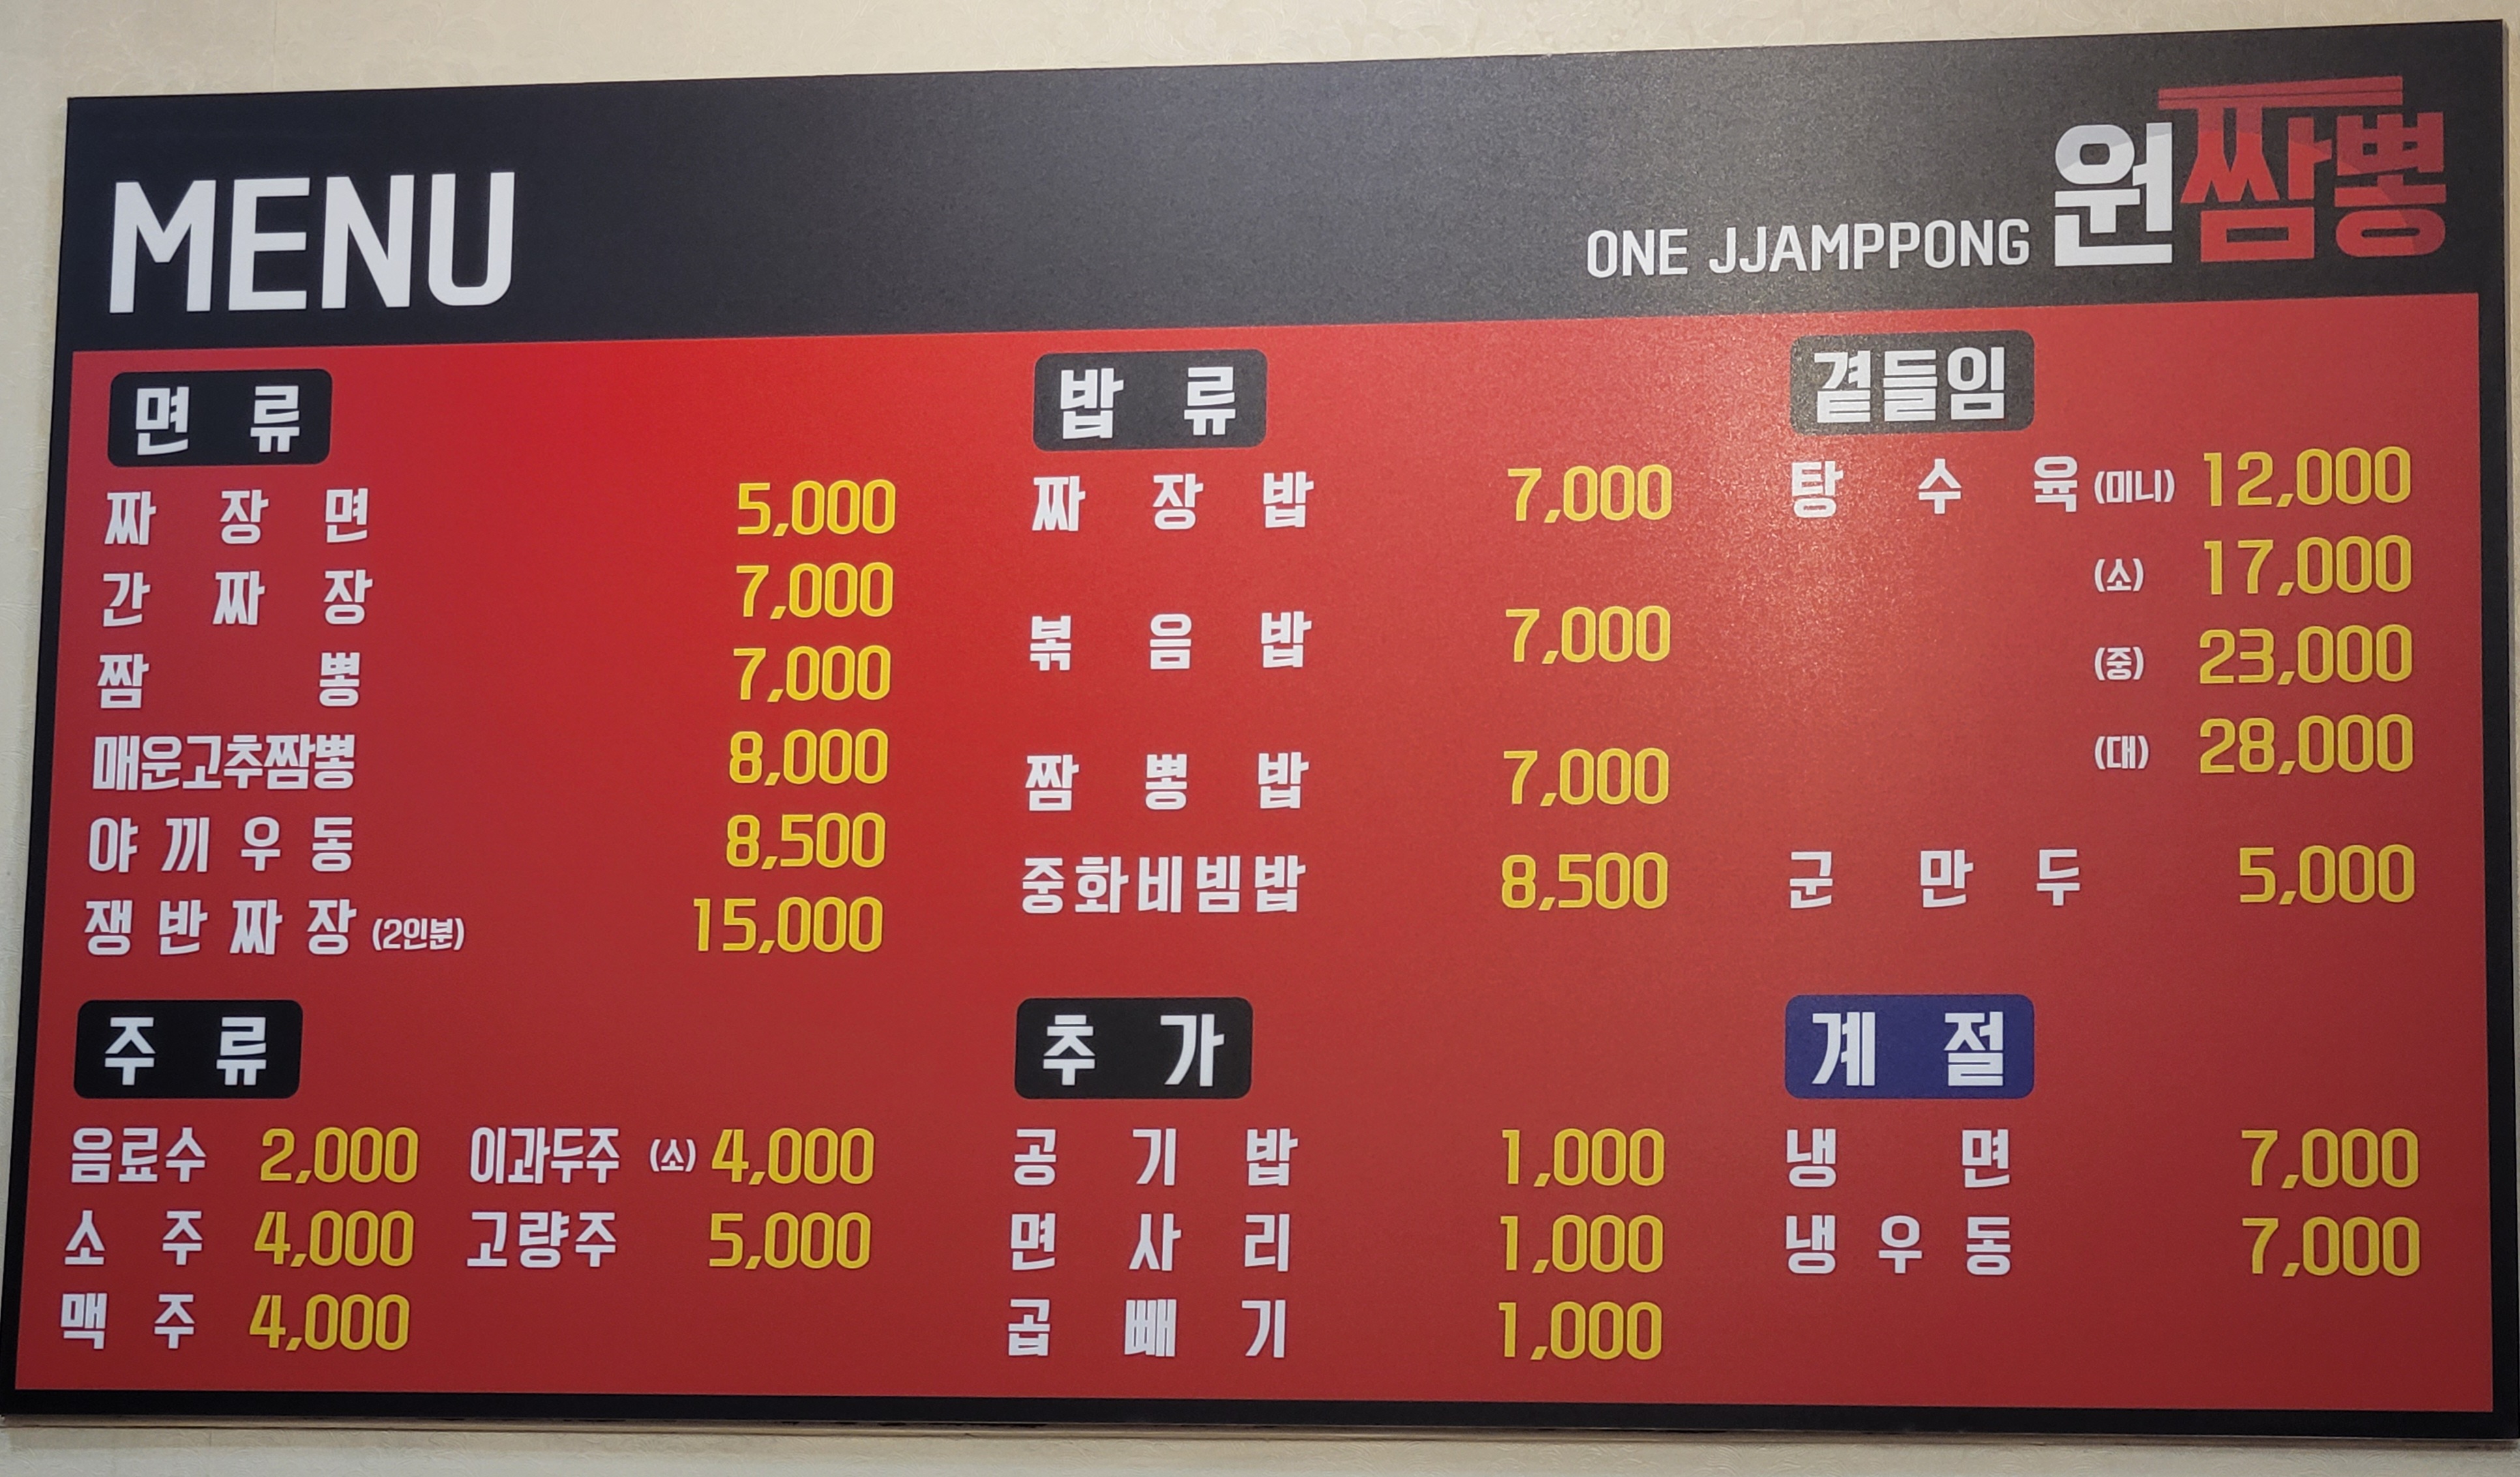 MENU
ONE JJAMPPONG 원짬뽕
면류
짜장면 5,000
간짜장 7,000
짬뽕 7,000
매운고추짬뽕 8,000
야끼우동 8,500
쟁반짜장 (2인분) 15,000
밥류
짜장밥 7,000
볶음밥 7,000
짬뽕밥 7,000
중화비빔밥 8,500
곁들임
탕수육 (미니) 12,000
(소) 17,000
(중) 23,000
(대) 28,000
군만두 5,000
주류
음료수 2,000 이과두주 (소) 4,000
소주 4,000 고량주 5,000
맥주 4,000
추가
공기밥 1,000
면사리 1,000
곱빼기 1,000
계절
냉면 7,000
냉우동 7,000